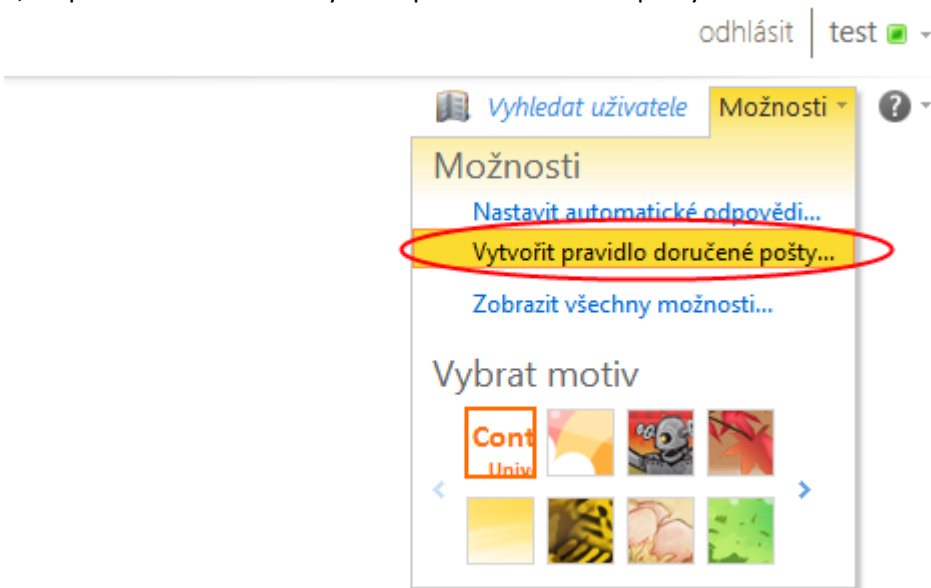 odhlásit test
Vyhledat uživatele Možnosti
Možnosti
Nastavit automatické odpovědi...
Vytvořit pravidlo doručené pošty...
Zobrazit všechny možnosti...
Vybrat motiv
Cont
Univ